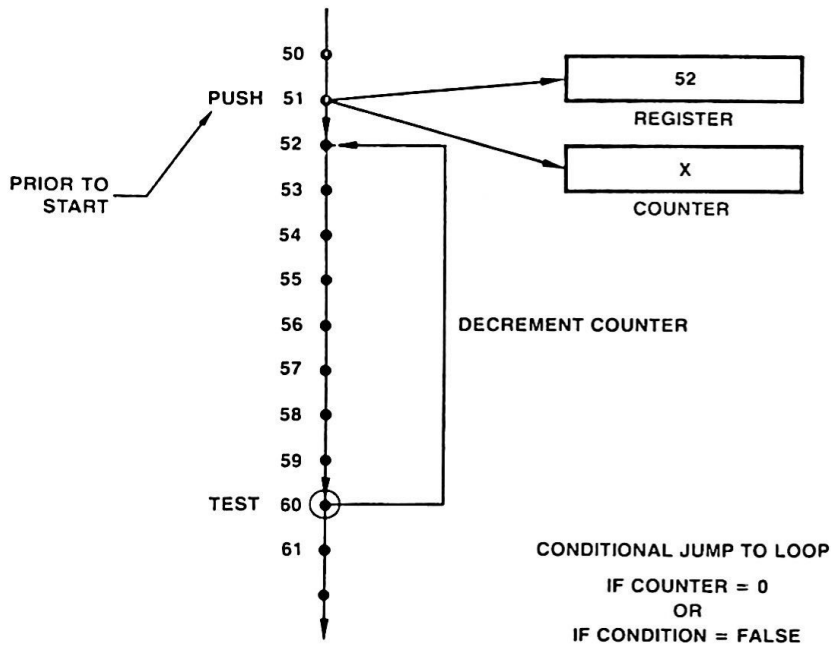 50
PUSH 51
52
REGISTER
52
X
COUNTER
PRIOR TO
START
53
54
55
56
DECREMENT COUNTER
57
58
59
TEST 60
61
CONDITIONAL JUMP TO LOOP
IF COUNTER = 0
OR
IF CONDITION = FALSE